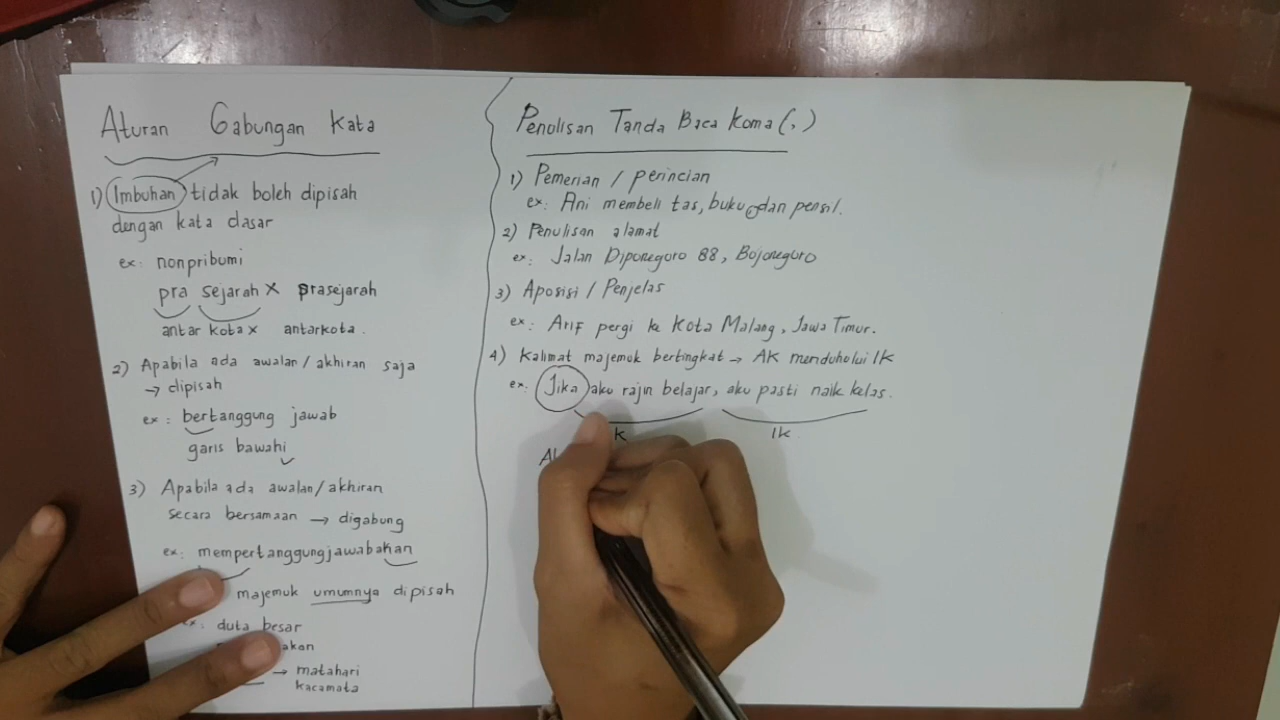 Aturan Gabungan Kata
1) Imbuhan tidak boleh dipisah
dengan kata dasar
ex: nonpribumi
pra sejarah X prasejarah
antar kota x antarkota.
2) Apabila ada awalan/akhiran saja
→ dipisah
ex: bertanggung jawab
garis bawahi
3) Apabila ada awalan/akhiran
secara bersamaan → digabung
ex: mempertanggungjawabakan
majemuk umumnya dipisah
ex: duta besar
akan
→ matahari
kacamata
Penulisan Tanda Baca Koma (,)
1) Pemerian / perincian
ex: Ani membeli tas, buku, dan pensil.
2) Penulisan alamat
ex: Jalan Diponegoro 88, Bojonegoro
3) Aposisi / Penjelas
ex: Arif pergi ke Kota Malang, Jawa Timur.
4) Kalimat majemuk bertingkat → AK menduholui IK
ex: Jika aku rajin belajar, aku pasti naik kelas.
K IK